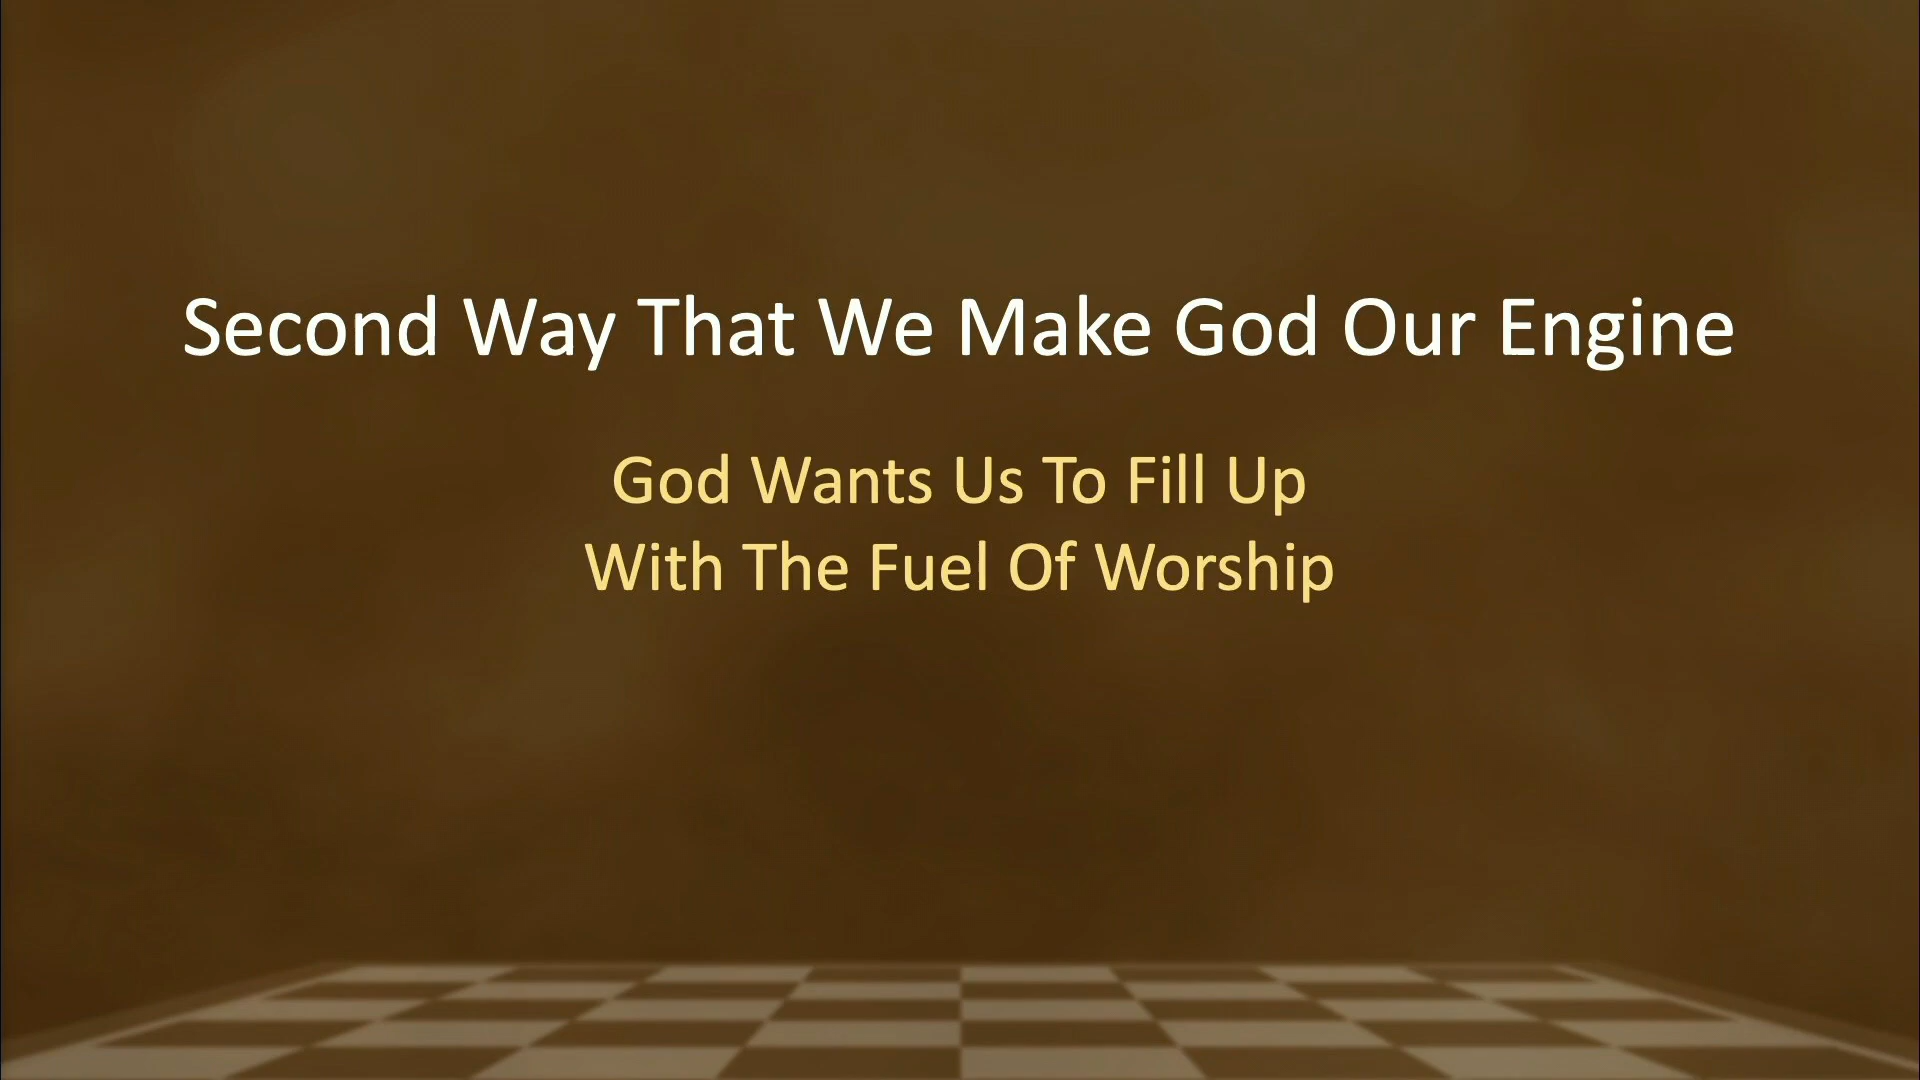 Second Way That We Make God Our Engine
God Wants Us To Fill Up
With The Fuel Of Worship